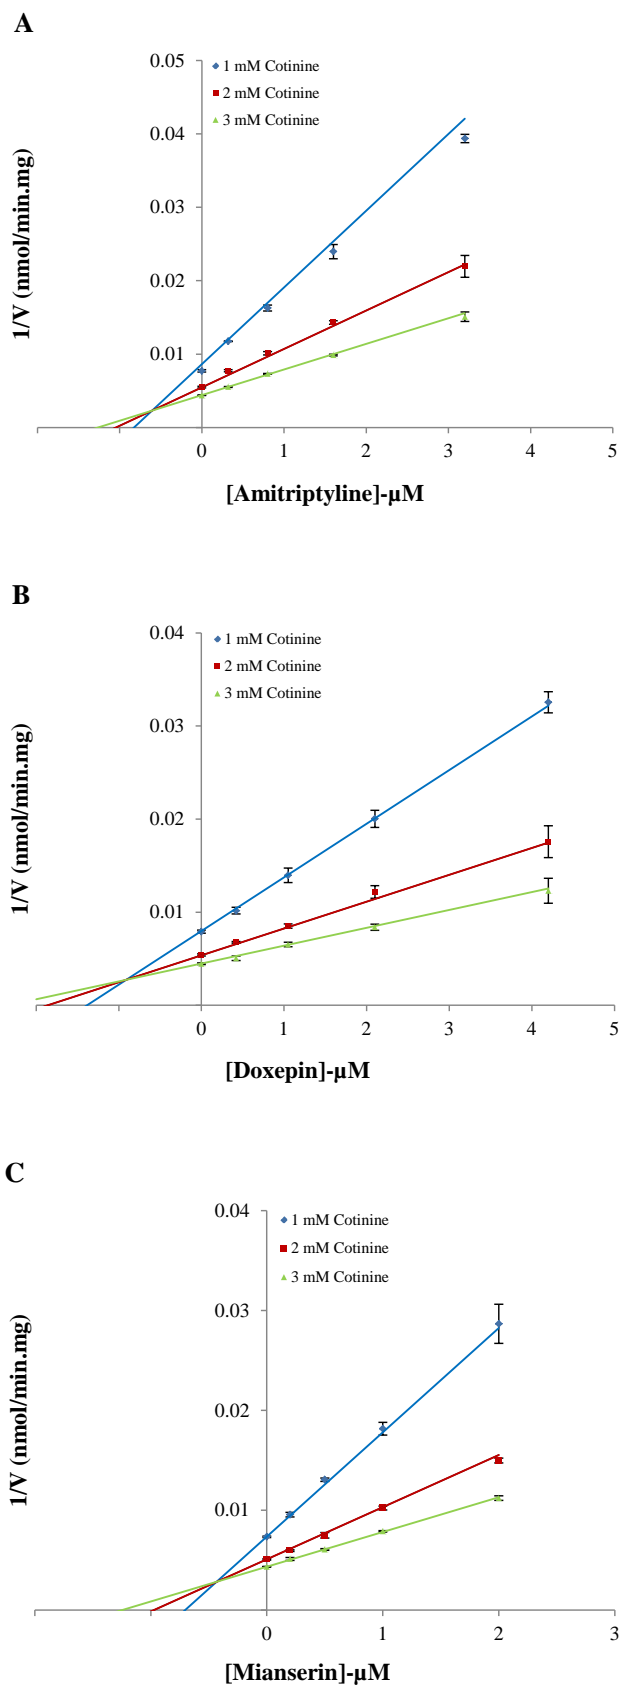 A
0.05
1 mM Cotinine
2 mM Cotinine
3 mM Cotinine
0.04
0.03
0.02
0.01
1/V (nmol/min.mg)
0 1 2 3 4 5
[Amitriptyline]-μM
B
0.04
1 mM Cotinine
2 mM Cotinine
3 mM Cotinine
0.03
0.02
0.01
1/V (nmol/min.mg)
0 1 2 3 4 5
[Doxepin]-μM
C
0.04
1 mM Cotinine
2 mM Cotinine
3 mM Cotinine
0.03
0.02
0.01
1/V (nmol/min.mg)
0 1 2 3
[Mianserin]-μM